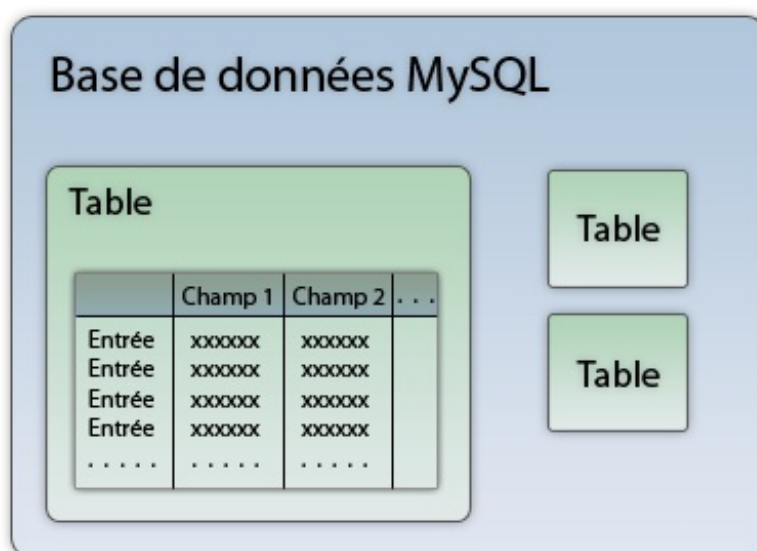 Base de données MySQL
Table
Champ 1 Champ 2 . . .
Entrée xxxxxx xxxxxx
Entrée xxxxxx xxxxxx
Entrée xxxxxx xxxxxx
Entrée xxxxxx xxxxxx
. . . . . . . . . . . . . . .
Table
Table